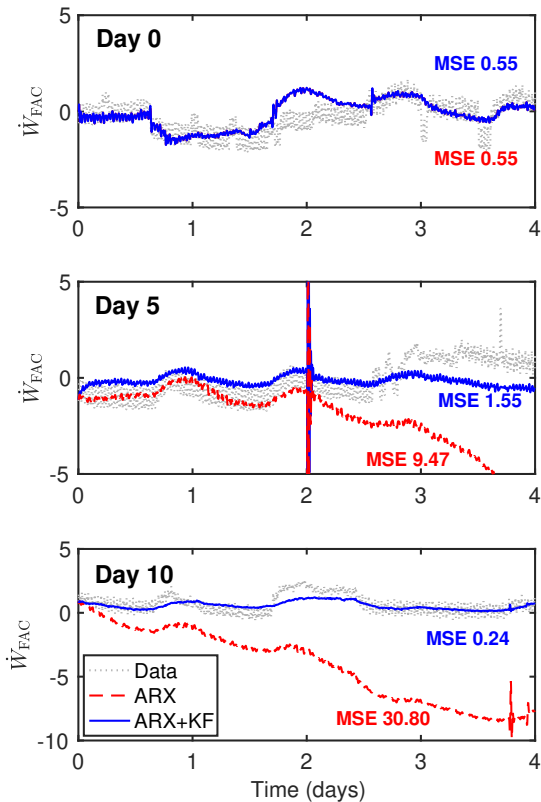 5
Day 0
MSE 0.55
0
Ẇ_FAC
MSE 0.55
-5
0 1 2 3 4
5
Day 5
0
Ẇ_FAC
MSE 1.55
MSE 9.47
-5
0 1 2 3 4
5
Day 10
0
Ẇ_FAC
MSE 0.24
-5
Data
ARX
ARX+KF
MSE 30.80
-10
0 1 2 3 4
Time (days)